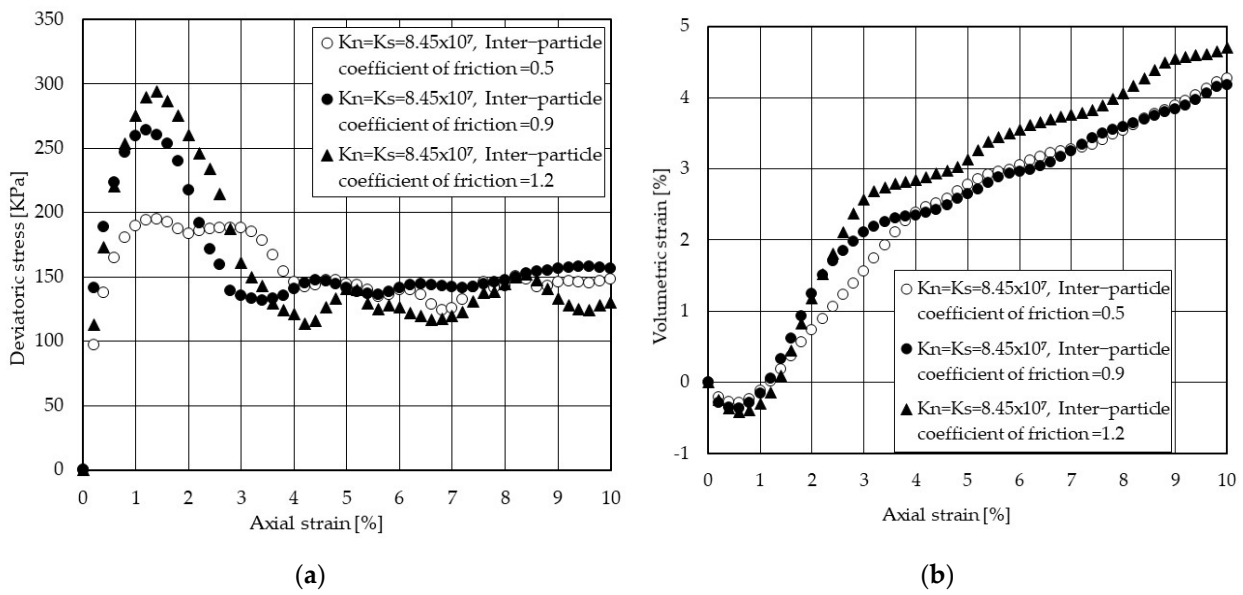 350
300
250
200
150
100
50
0
Deviatoric stress [KPa]
Kn=Ks=8.45x10⁷, Inter−particle
coefficient of friction=0.5
Kn=Ks=8.45x10⁷, Inter−particle
coefficient of friction=0.9
Kn=Ks=8.45x10⁷, Inter−particle
coefficient of friction=1.2
0 1 2 3 4 5 6 7 8 9 10
Axial strain [%]
(a)
5
4
3
2
1
0
-1
Volumetric strain [%]
Kn=Ks=8.45x10⁷, Inter−particle
coefficient of friction=0.5
Kn=Ks=8.45x10⁷, Inter−particle
coefficient of friction=0.9
Kn=Ks=8.45x10⁷, Inter−particle
coefficient of friction=1.2
0 1 2 3 4 5 6 7 8 9 10
Axial strain [%]
(b)